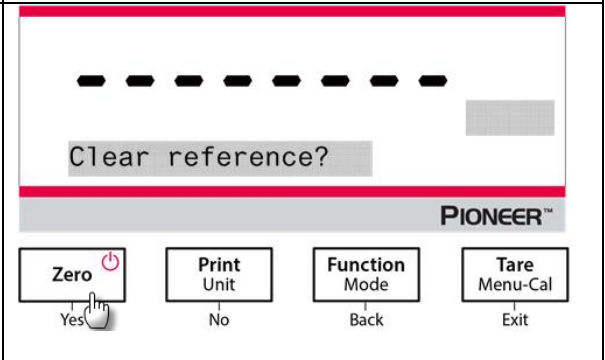 - - - - - - - -
Clear reference?
PIONEER™
Zero
Yes
Print
Unit
No
Function
Mode
Back
Tare
Menu-Cal
Exit